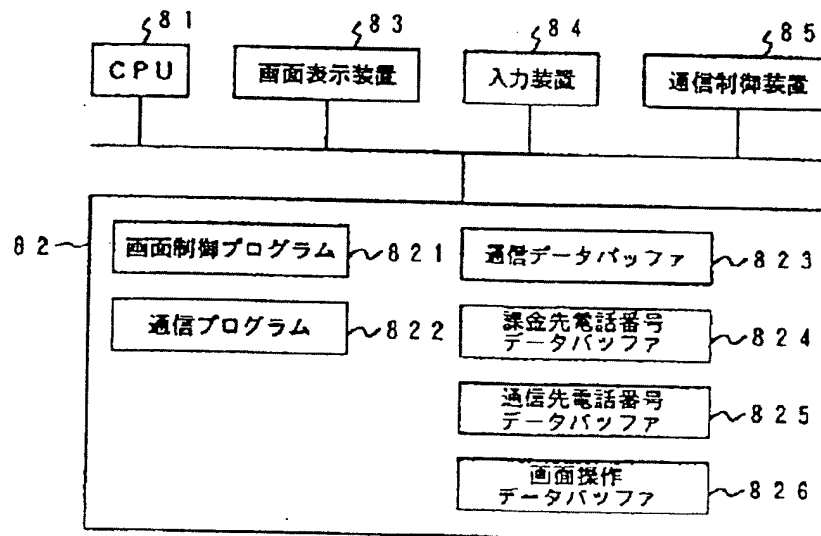 81
83
84
85
CPU
画面表示装置
入力装置
通信制御装置
82
画面制御プログラム
821
通信データバッファ
823
通信プログラム
822
課金先電話番号
データバッファ
824
通信先電話番号
データバッファ
825
画面操作
データバッファ
826